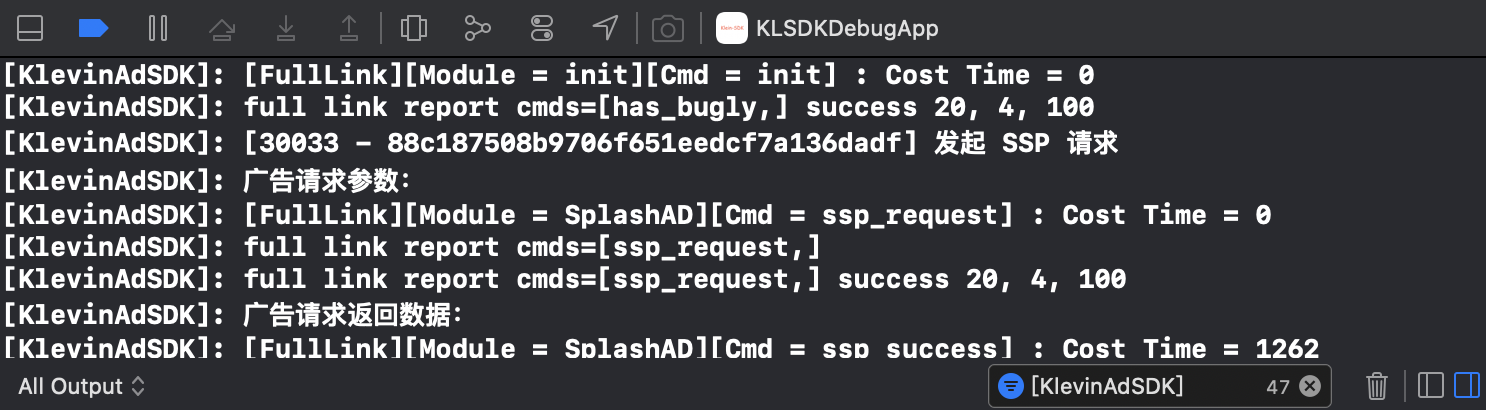 Klein-SDK KLSDKDebugApp
[KlevinAdSDK]: [FullLink][Module = init][Cmd = init] : Cost Time = 0
[KlevinAdSDK]: full link report cmds=[has_bugly,] success 20, 4, 100
[KlevinAdSDK]: [30033 - 88c187508b9706f651eedcf7a136dadf] 发起 SSP 请求
[KlevinAdSDK]: 广告请求参数:
[KlevinAdSDK]: [FullLink][Module = SplashAD][Cmd = ssp_request] : Cost Time = 0
[KlevinAdSDK]: full link report cmds=[ssp_request,]
[KlevinAdSDK]: full link report cmds=[ssp_request,] success 20, 4, 100
[KlevinAdSDK]: 广告请求返回数据:
[KlevinAdSDK]: [FullLink][Module = SplashAD][Cmd = ssp_success] : Cost Time = 1262
All Output [KlevinAdSDK] 47